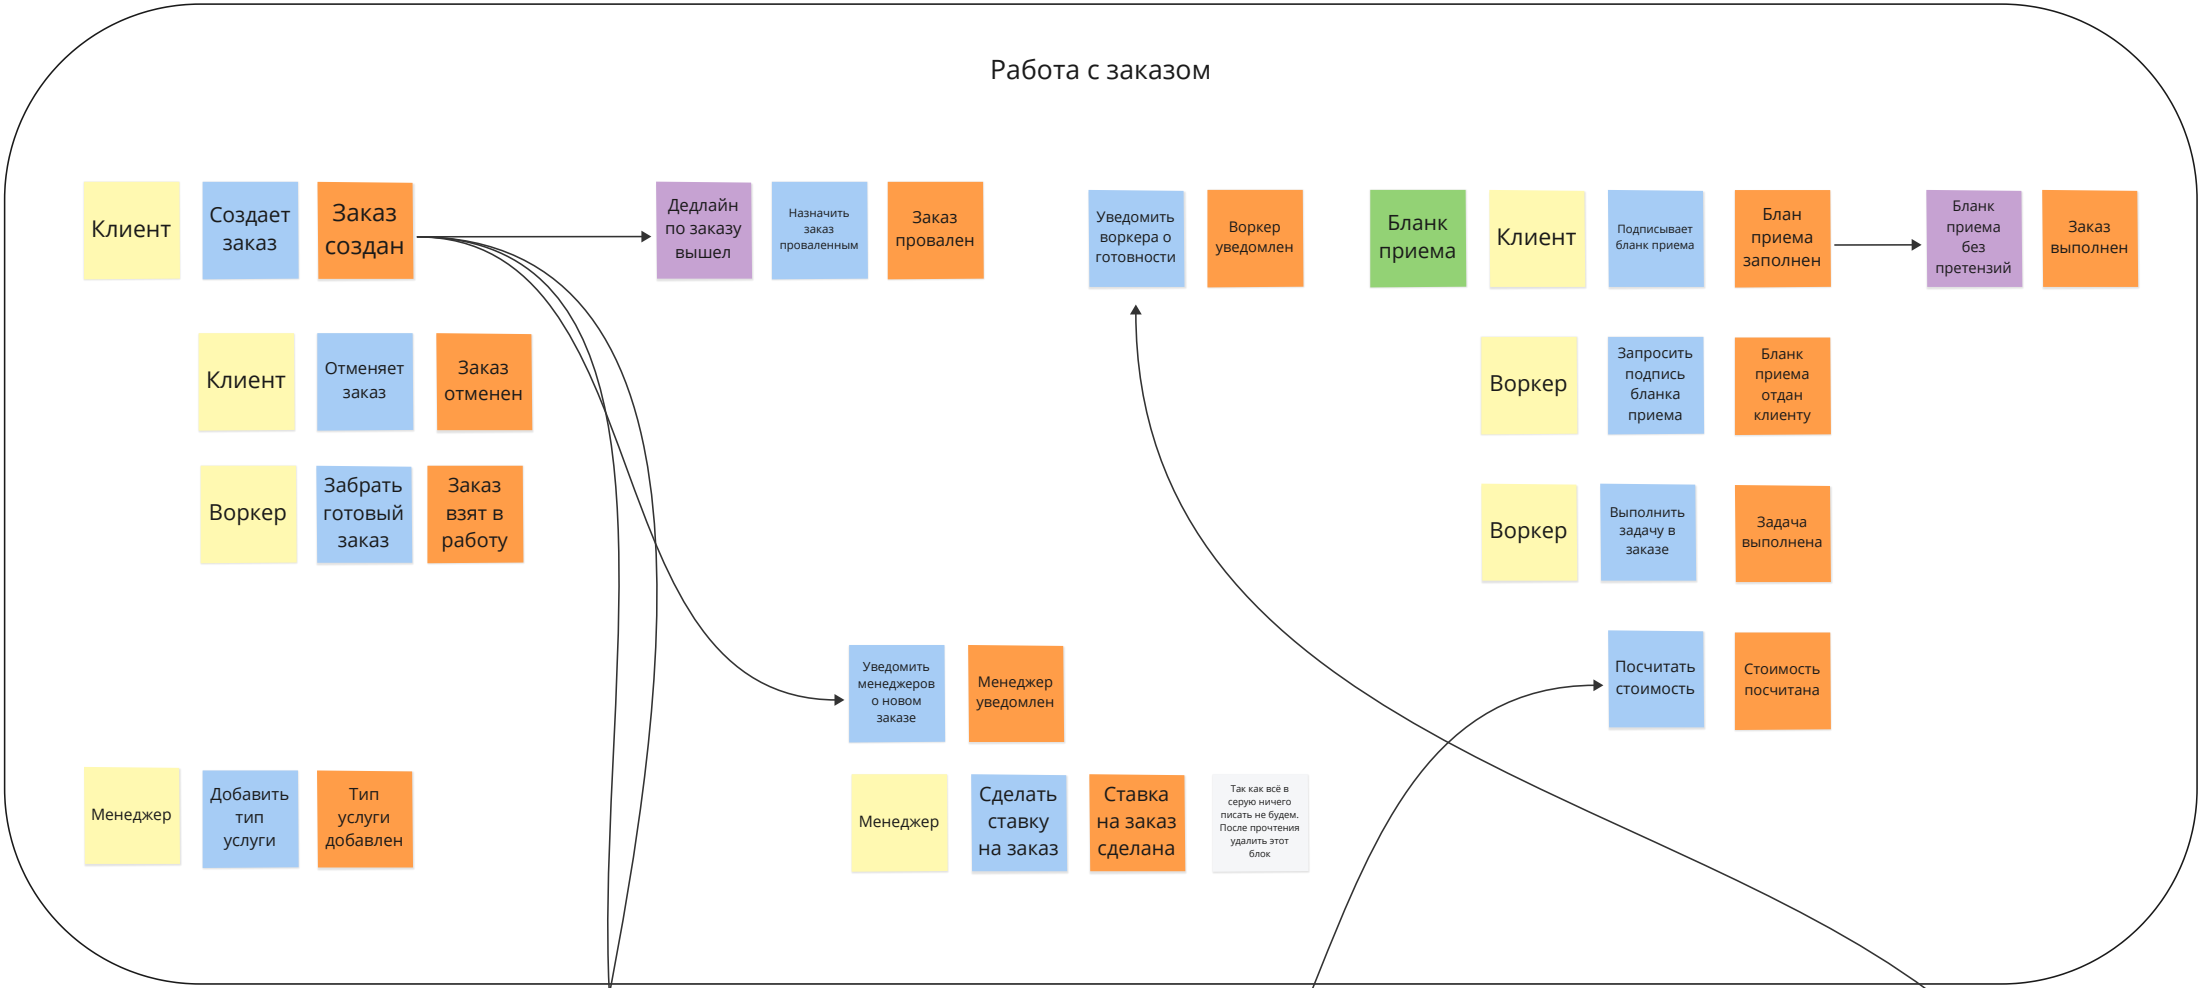 Работа с заказом
Клиент
Создает
заказ
Заказ
создан
Дедлайн
по заказу
вышел
Назначить
заказ
проваленным
Заказ
провален
Уведомить
воркера о
готовности
Воркер
уведомлен
Бланк
приема
Клиент
Подписывает
бланк приема
Блан
приема
заполнен
Бланк
приема
без
претензий
Заказ
выполнен
Клиент
Отменяет
заказ
Заказ
отменен
Воркер
Запросить
подпись
бланка
приема
Бланк
приема
отдан
клиенту
Воркер
Забрать
готовый
заказ
Заказ
взят в
работу
Воркер
Выполнить
задачу в
заказе
Задача
выполнена
Уведомить
менеджеров
о новом
заказе
Менеджер
уведомлен
Посчитать
стоимость
Стоимость
посчитана
Менеджер
Добавить
тип
услуги
Тип
услуги
добавлен
Менеджер
Сделать
ставку
на заказ
Ставка
на заказ
сделана
Так как всё в
серую ничего
писать не будем.
После прочтения
удалить этот
блок